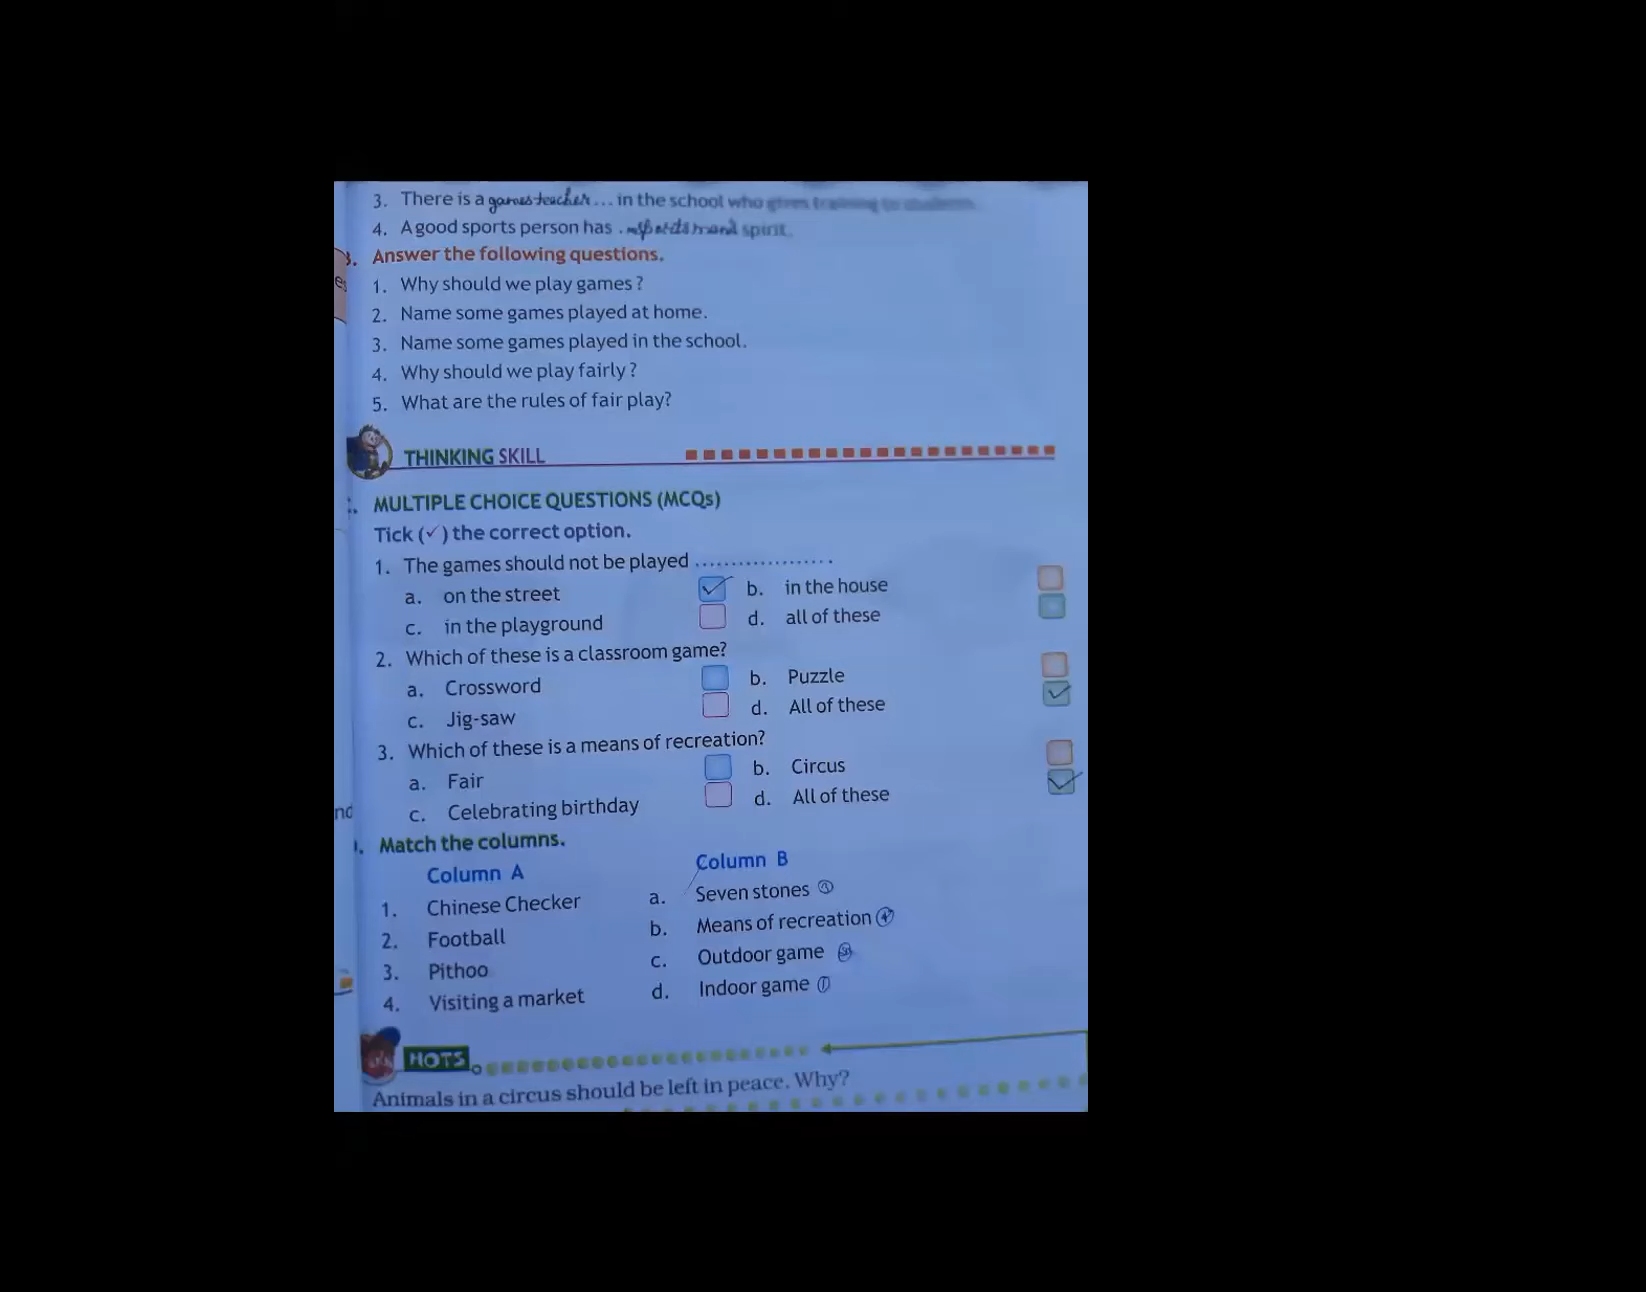 3. There is a games teacher ... in the school who gives training to students.
4. A good sports person has . spirit.
3. Answer the following questions.
1. Why should we play games ?
2. Name some games played at home.
3. Name some games played in the school.
4. Why should we play fairly ?
5. What are the rules of fair play?
THINKING SKILL
MULTIPLE CHOICE QUESTIONS (MCQs)
Tick (✓) the correct option.
1. The games should not be played ...................
a. on the street ✓ b. in the house
c. in the playground d. all of these
2. Which of these is a classroom game?
a. Crossword b. Puzzle
c. Jig-saw d. All of these ✓
3. Which of these is a means of recreation?
a. Fair b. Circus
c. Celebrating birthday d. All of these ✓
Match the columns.
Column A Column B
1. Chinese Checker a. Seven stones
2. Football b. Means of recreation 4
3. Pithoo c. Outdoor game
4. Visiting a market d. Indoor game 1
HOTS
Animals in a circus should be left in peace. Why?